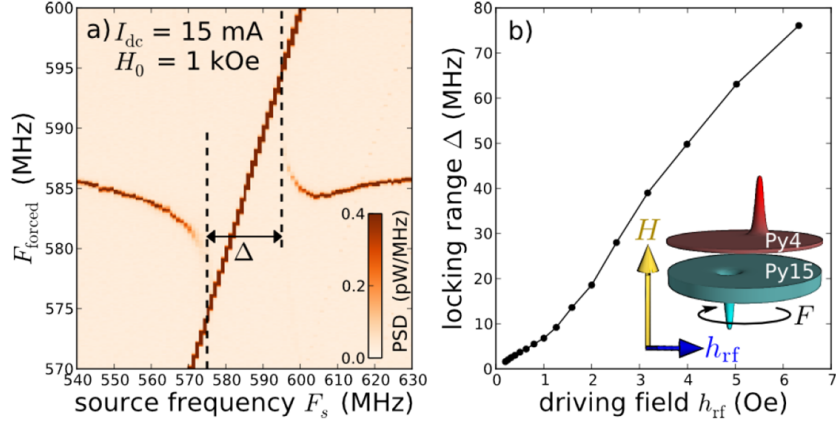 a) I_dc = 15 mA
H_0 = 1 kOe
600
595
590
585
580
575
570
F_forced (MHz)
Δ
0.4
0.2
0.0
PSD (pW/MHz)
540 550 560 570 580 590 600 610 620 630
source frequency F_s (MHz)
b)
80
70
60
50
40
30
20
10
0
locking range Δ (MHz)
H
Py4
Py15
F
h_rf
0 1 2 3 4 5 6 7
driving field h_rf (Oe)